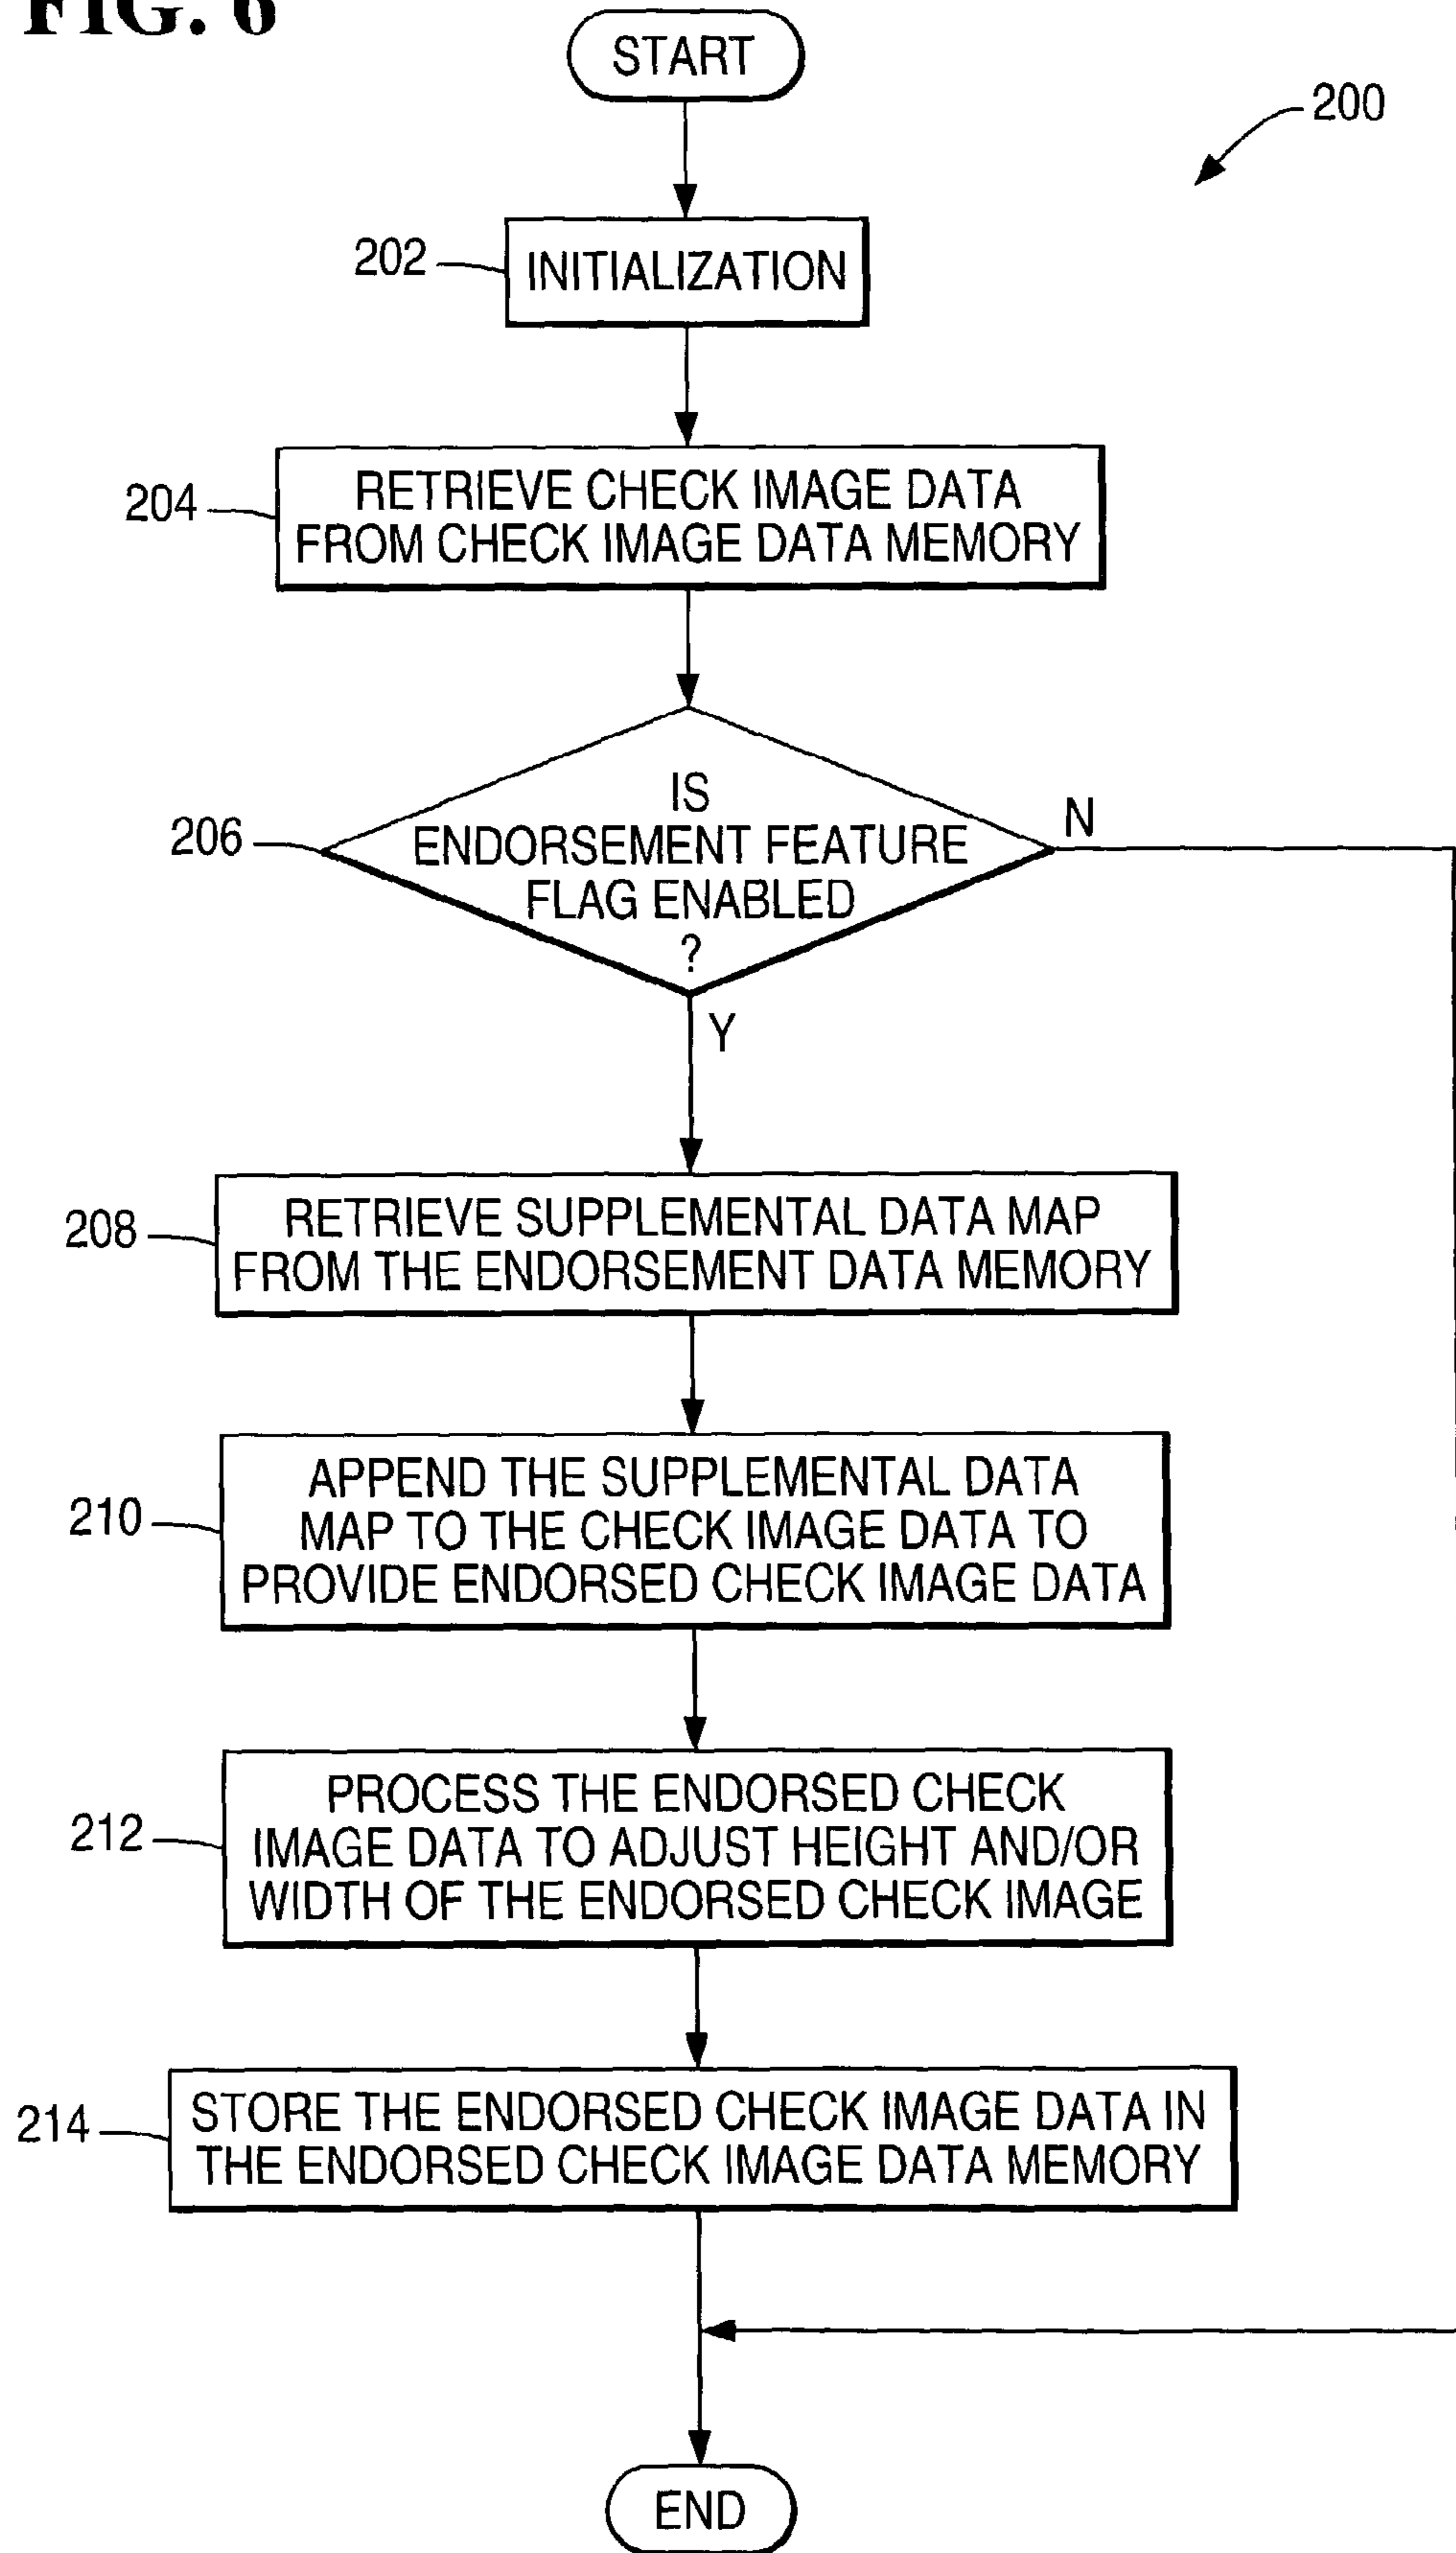 FIG. 6
START
200
202
INITIALIZATION
204
RETRIEVE CHECK IMAGE DATA
FROM CHECK IMAGE DATA MEMORY
206
IS
ENDORSEMENT FEATURE
FLAG ENABLED
?
N
Y
208
RETRIEVE SUPPLEMENTAL DATA MAP
FROM THE ENDORSEMENT DATA MEMORY
210
APPEND THE SUPPLEMENTAL DATA
MAP TO THE CHECK IMAGE DATA TO
PROVIDE ENDORSED CHECK IMAGE DATA
212
PROCESS THE ENDORSED CHECK
IMAGE DATA TO ADJUST HEIGHT AND/OR
WIDTH OF THE ENDORSED CHECK IMAGE
214
STORE THE ENDORSED CHECK IMAGE DATA IN
THE ENDORSED CHECK IMAGE DATA MEMORY
END